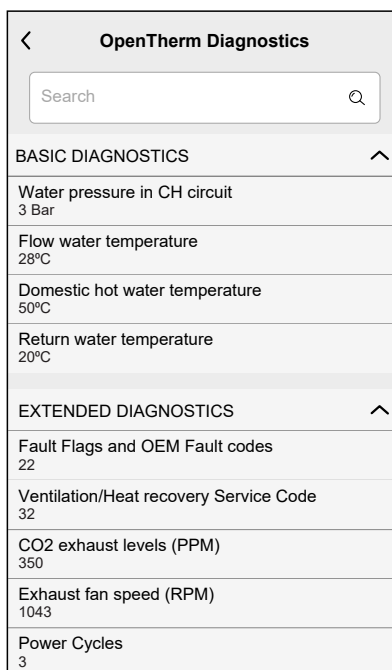 OpenTherm Diagnostics
Search
BASIC DIAGNOSTICS
Water pressure in CH circuit
3 Bar
Flow water temperature
28ºC
Domestic hot water temperature
50ºC
Return water temperature
20ºC
EXTENDED DIAGNOSTICS
Fault Flags and OEM Fault codes
22
Ventilation/Heat recovery Service Code
32
CO2 exhaust levels (PPM)
350
Exhaust fan speed (RPM)
1043
Power Cycles
3